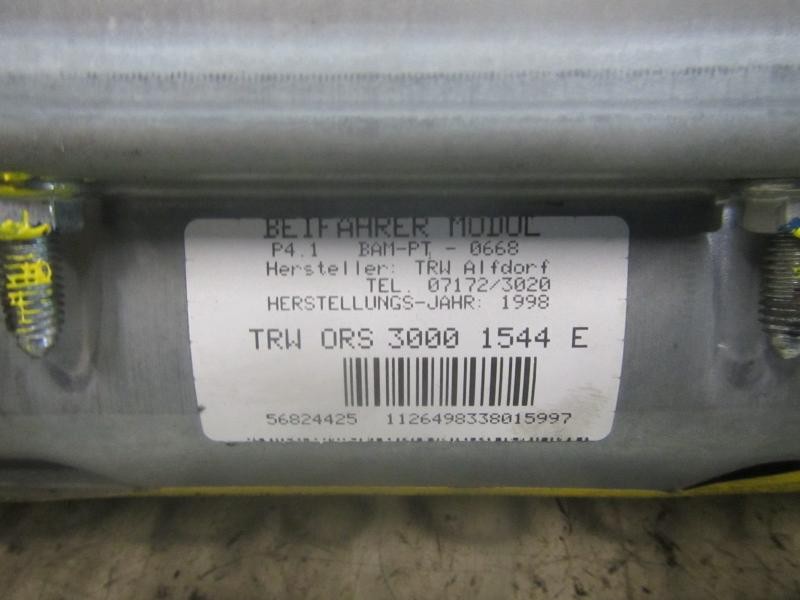 BEIFAHRER MODUL
P4.1 BAM-PT - 0668
Hersteller: TRW Alfdorf
TEL. 07172/3020
HERSTELLUNGS-JAHR: 1998
TRW ORS 3000 1544 E
56824425 1126498338015997